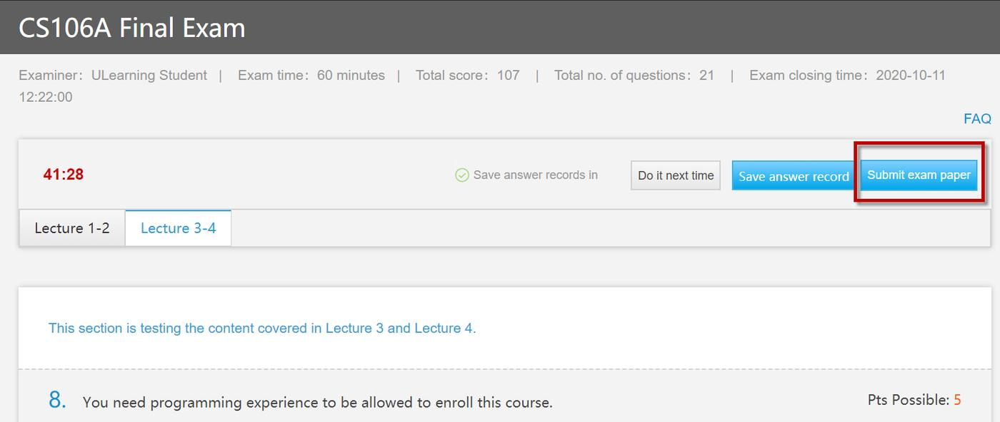 CS106A Final Exam
Examiner: ULearning Student | Exam time: 60 minutes | Total score: 107 | Total no. of questions: 21 | Exam closing time: 2020-10-11
12:22:00
FAQ
41:28 Save answer records in Do it next time Save answer record Submit exam paper
Lecture 1-2 Lecture 3-4
This section is testing the content covered in Lecture 3 and Lecture 4.
8. You need programming experience to be allowed to enroll this course. Pts Possible: 5